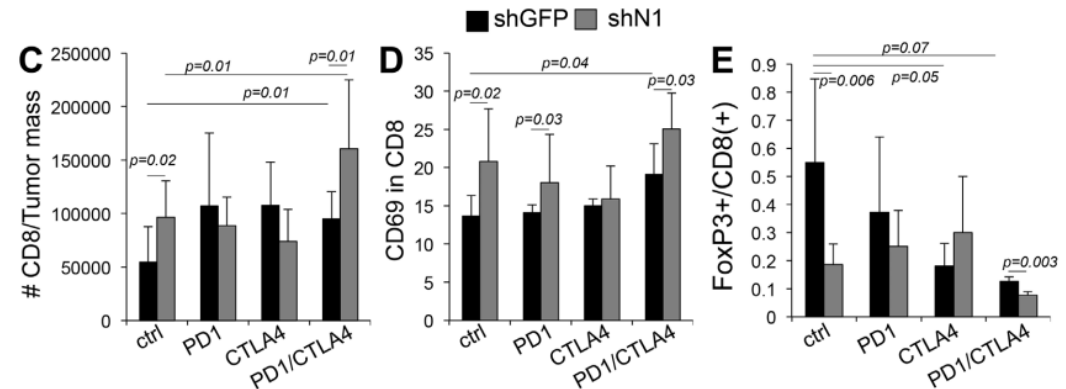 shGFP shN1
C
# CD8/Tumor mass
250000
200000
150000
100000
50000
0
p=0.01
p=0.01
p=0.01
p=0.02
ctrl
PD1
CTLA4
PD1/CTLA4
D
CD69 in CD8
35
30
25
20
15
10
5
0
p=0.04
p=0.02
p=0.03
p=0.03
ctrl
PD1
CTLA4
PD1/CTLA4
E
FoxP3+/CD8(+)
0.9
0.8
0.7
0.6
0.5
0.4
0.3
0.2
0.1
0
p=0.07
p=0.006
p=0.05
p=0.003
ctrl
PD1
CTLA4
PD1/CTLA4